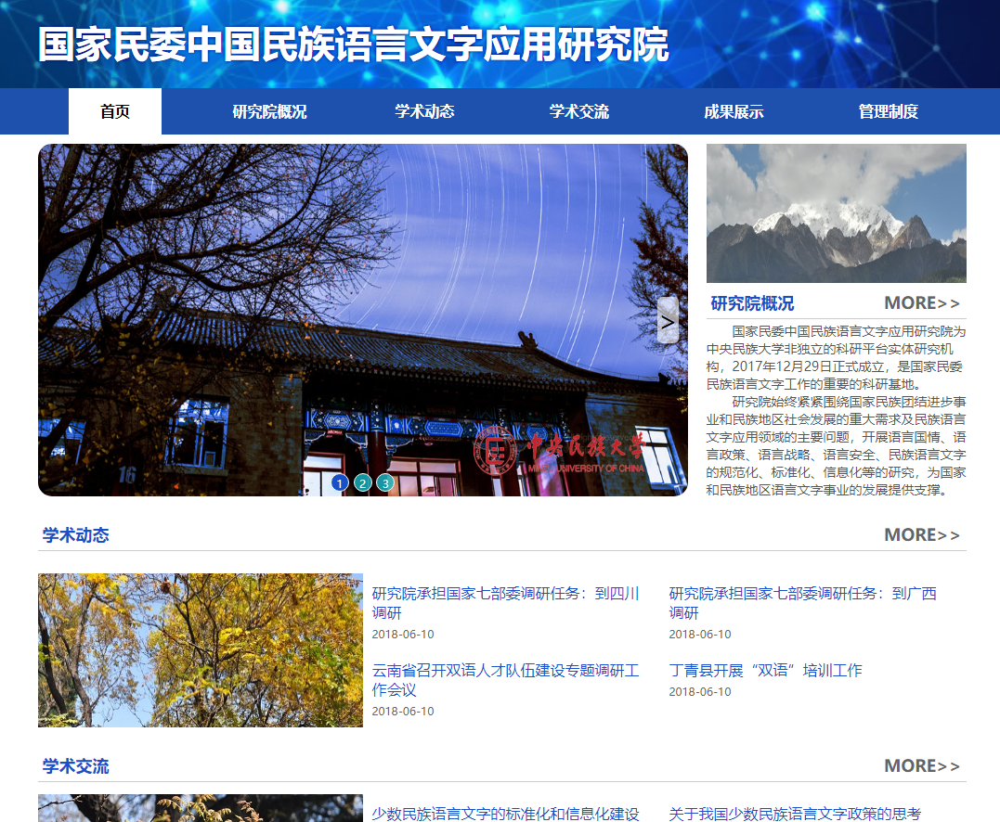 国家民委中国民族语言文字应用研究院
首页
研究院概况
学术动态
学术交流
成果展示
管理制度
>
16
中央民族大学
MINZU UNIVERSITY OF CHINA
1 2 3
研究院概况 MORE>>
国家民委中国民族语言文字应用研究院为
中央民族大学非独立的科研平台实体研究机
构，2017年12月29日正式成立，是国家民委
民族语言文字工作的重要的科研基地。
研究院始终紧紧围绕国家民族团结进步事
业和民族地区社会发展的重大需求及民族语言
文字应用领域的主要问题，开展语言国情、语
言政策、语言战略、语言安全、民族语言文字
的规范化、标准化、信息化等的研究，为国家
和民族地区语言文字事业的发展提供支撑。
学术动态 MORE>>
研究院承担国家七部委调研任务：到四川
调研
2018-06-10
研究院承担国家七部委调研任务：到广西
调研
2018-06-10
云南省召开双语人才队伍建设专题调研工
作会议
2018-06-10
丁青县开展“双语”培训工作
2018-06-10
学术交流 MORE>>
少数民族语言文字的标准化和信息化建设
关于我国少数民族语言文字政策的思考